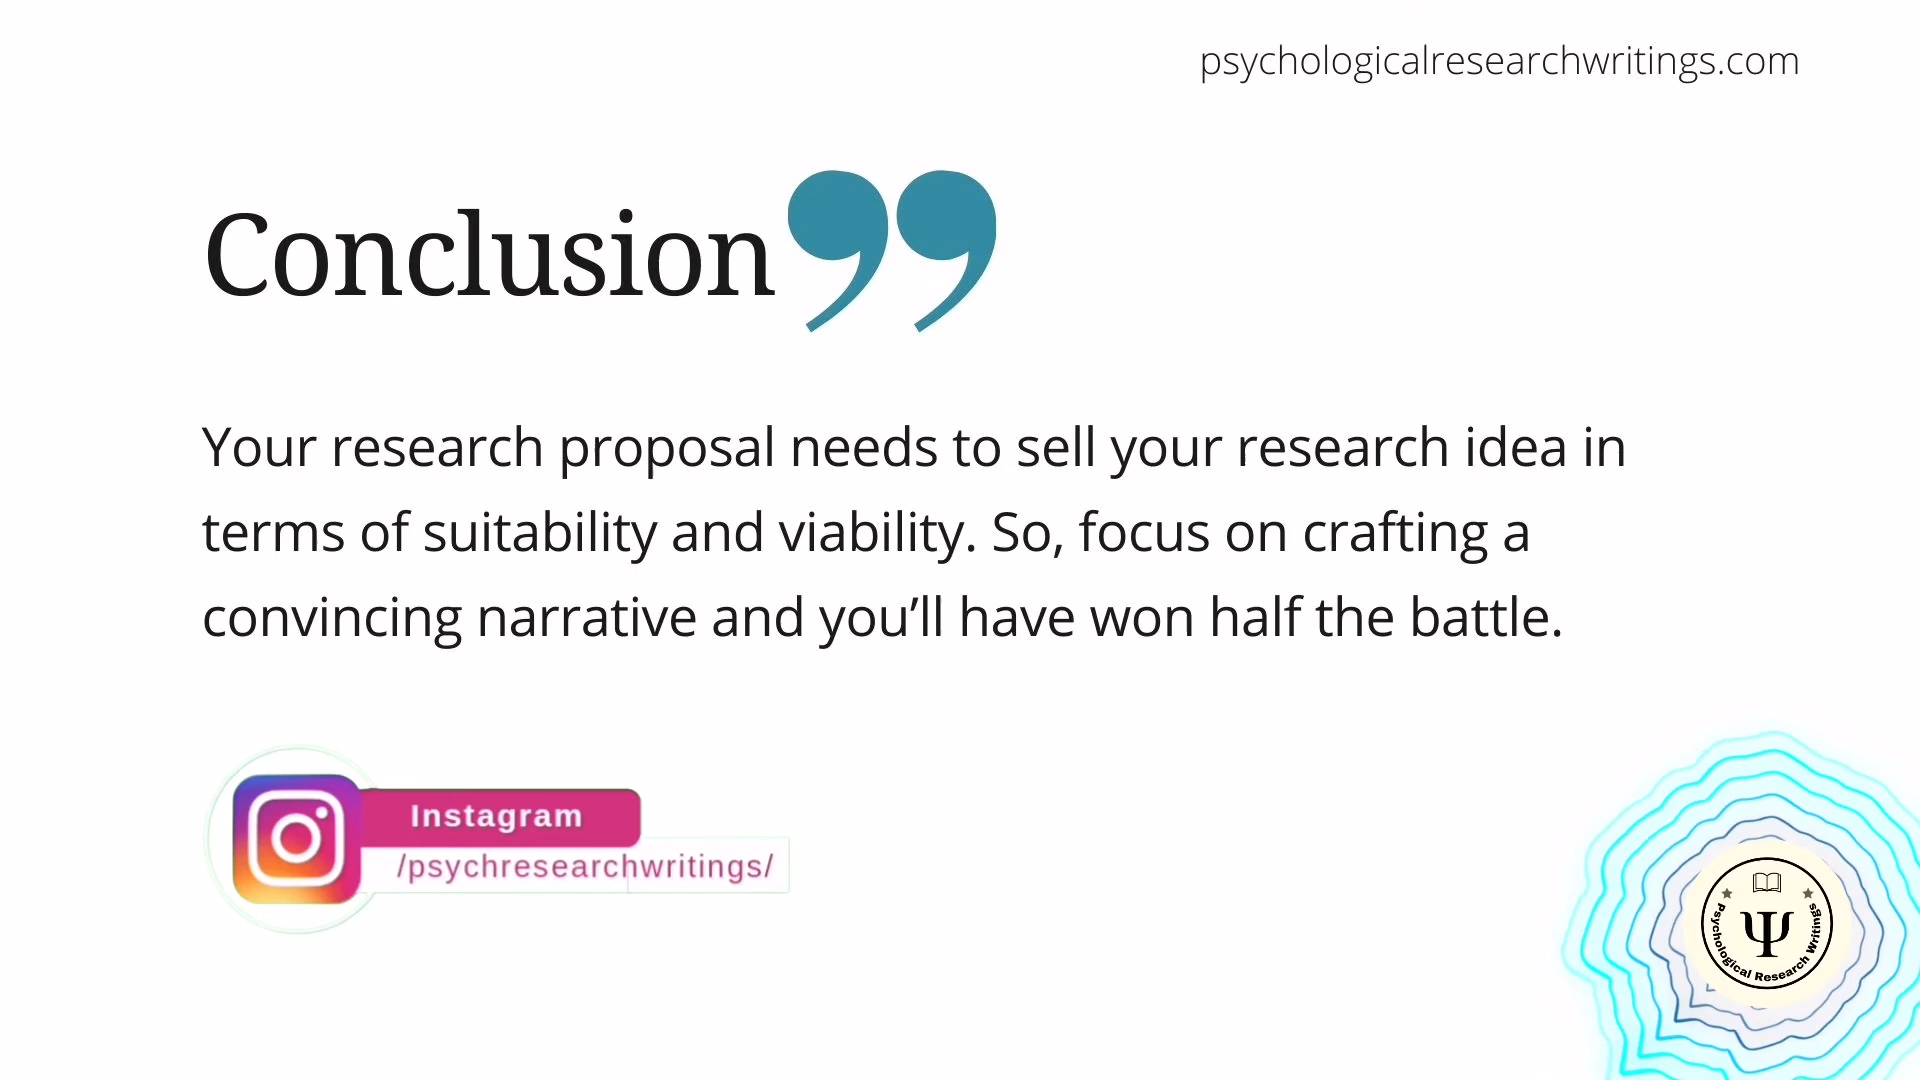 psychologicalresearchwritings.com
Conclusion”
Your research proposal needs to sell your research idea in
terms of suitability and viability. So, focus on crafting a
convincing narrative and you’ll have won half the battle.
Instagram
/psychresearchwritings/
Ψ
Psychological Research Writings